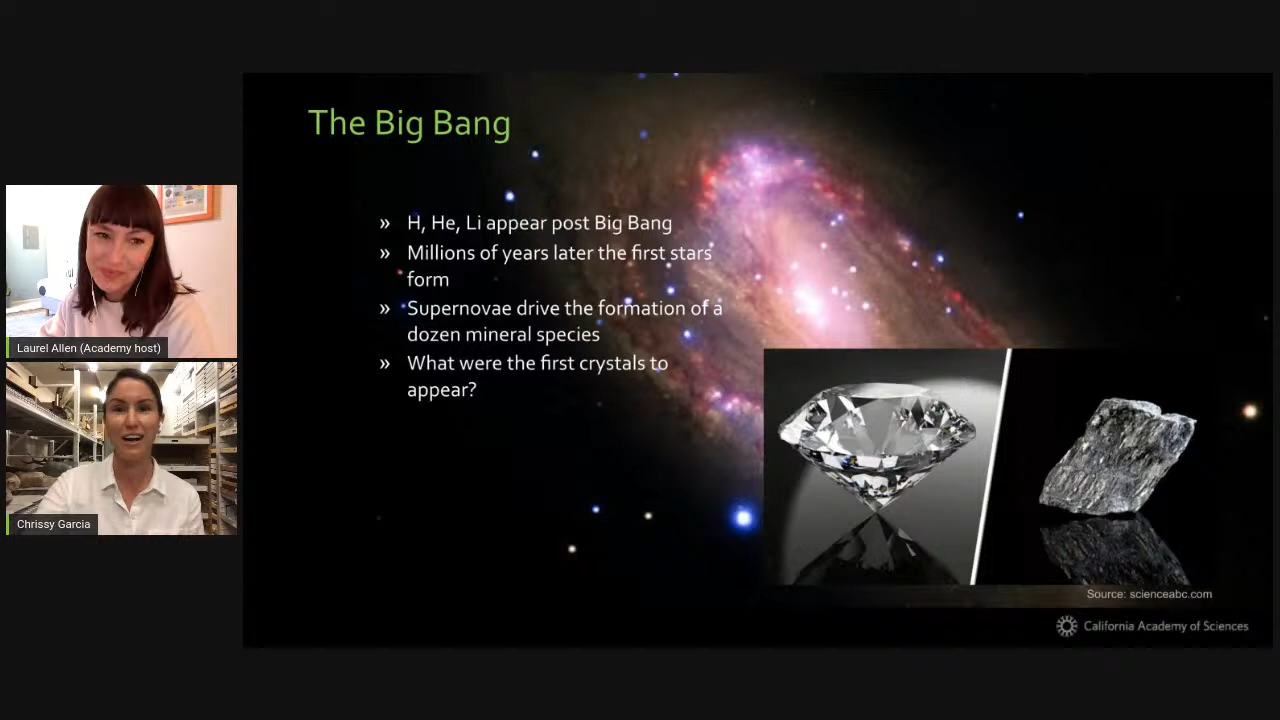 The Big Bang
» H, He, Li appear post Big Bang
» Millions of years later the first stars
form
» Supernovae drive the formation of a
dozen mineral species
» What were the first crystals to
appear?
Laurel Allen (Academy host)
Chrissy Garcia
Source: scienceabc.com
California Academy of Sciences